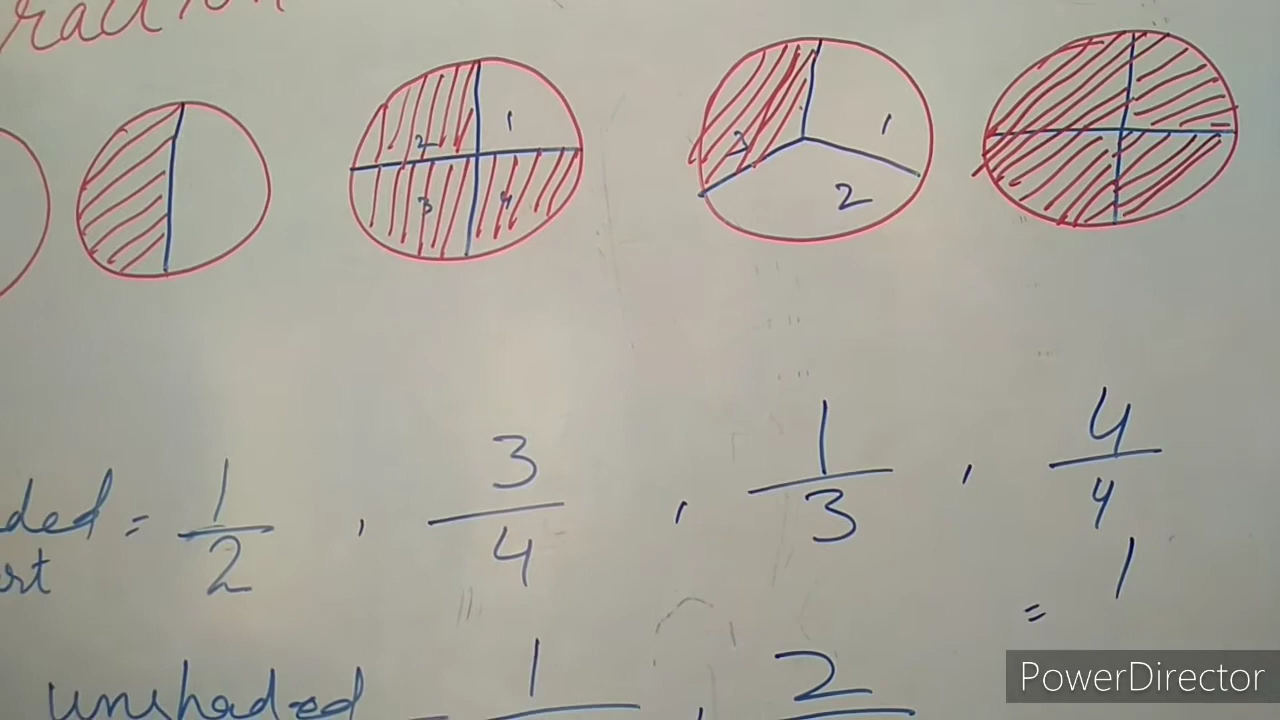 raction
2 1
3 4
3 1
2
ded = 1/2 , 3/4 , 1/3 , 4/4
rt
= 1
unshaded = 1 , 2
PowerDirector